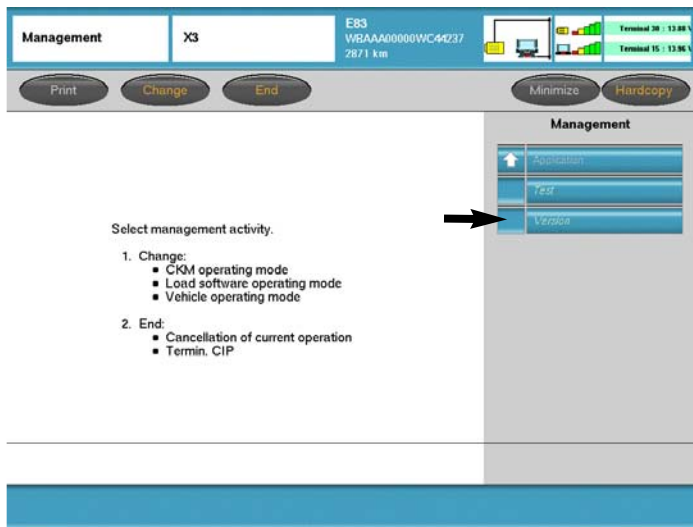 Management
X3
E83
WBAAA00000WC44237
2871 km
Terminal 30 : 13.88 V
Terminal 15 : 13.96 V
Print
Change
End
Minimize
Hardcopy
Management
Application
Test
Version
Select management activity.
1. Change:
■ CKM operating mode
■ Load software operating mode
■ Vehicle operating mode
2. End:
■ Cancellation of current operation
■ Termin. CIP